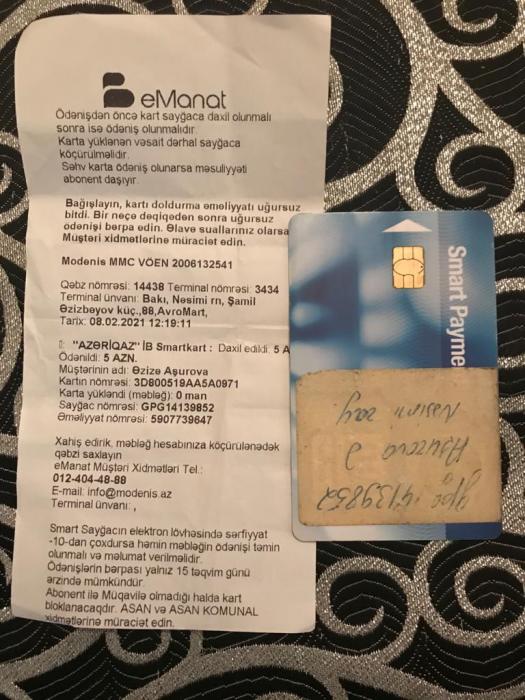 eManat
Ödənişdən öncə kart sayğaca daxil olunmalı
sonra isə ödəniş olunmalıdır.
Karta yüklənən vəsait dərhal sayğaca
köçürülməlidir.
Səhv karta ödəniş olunarsa məsuliyyəti
abonent daşıyır.
Bağışlayın, kartı doldurma əməliyyatı uğursuz
bitdi. Bir neçə dəqiqədən sonra uğursuz
ödənişi bərpa edin. Əlavə suallarınız olarsa
Müştəri xidmətlərinə müraciət edin.
Modenis MMC VÖEN 2006132541
Qəbz nömrəsi: 14438 Terminal nömrəsi: 3434
Terminal ünvanı: Bakı, Nəsimi rn, Şamil
Əzizbəyov küç.,88,AvroMart,
Tarix: 08.02.2021 12:19:11
"AZƏRİQAZ" İB Smartkart : Daxil edildi: 5 A
Ödənildi: 5 AZN.
Müştərinin adı: Əzizə Aşurova
Kartın nömrəsi: 3D800519AA5A0971
Karta yükləndi (məbləğ): 0 man
Sayğac nömrəsi: GPG14139852
Əməliyyat nömrəsi: 5907739647
Xahiş edirik, məbləğ hesabınıza köçürülənədək
qəbzi saxlayın
eManat Müştəri Xidmətləri Tel.:
012-404-48-88
E-mail: info@modenis.az
Terminal ünvanı: ,
Smart Sayğacın elektron lövhəsində sərfiyyat
-10-dan çoxdursa həmin məbləğin ödənişi təmin
olunmalı və məlumat verilməlidir.
Ödənişlərin bərpası yalnız 15 təqvim günü
ərzində mümkündür.
Abonent ilə Müqavilə olmadığı halda kart
bloklanacaqdır. ASAN və ASAN KOMUNAL
xidmətlərinə müraciət edin.
Smart Payme
gpg 14139852
Aşurova Ə
Nəsimi ray.